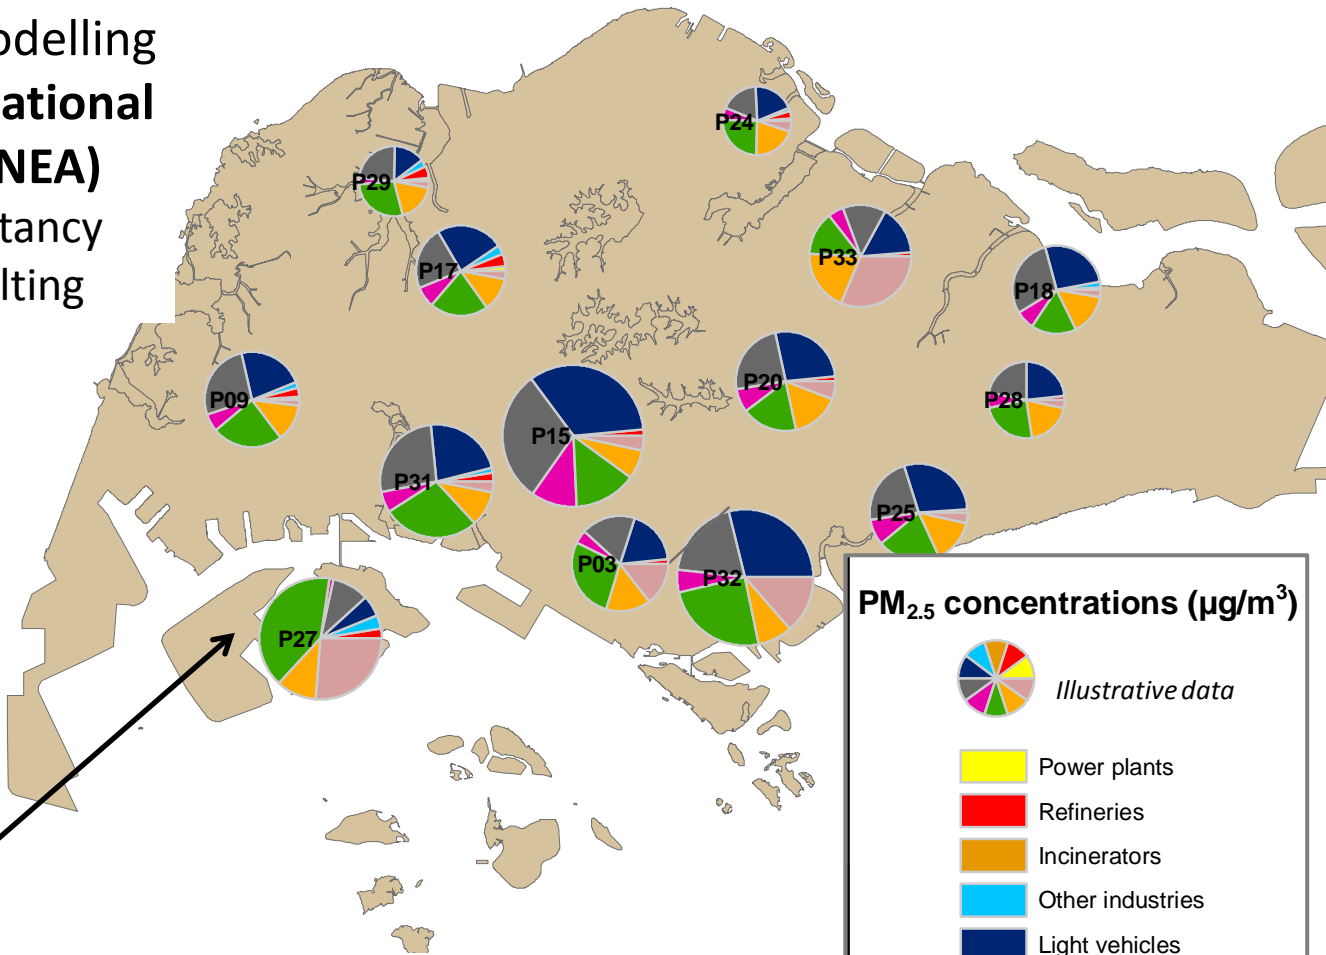 odelling
ational
NEA)
tancy
lting
P24
P29
P33
P17
P18
P20
P09
P28
P15
P31
P25
P03
P32
P27
PM2.5 concentrations (µg/m³)
Illustrative data
Power plants
Refineries
Incinerators
Other industries
Light vehicles